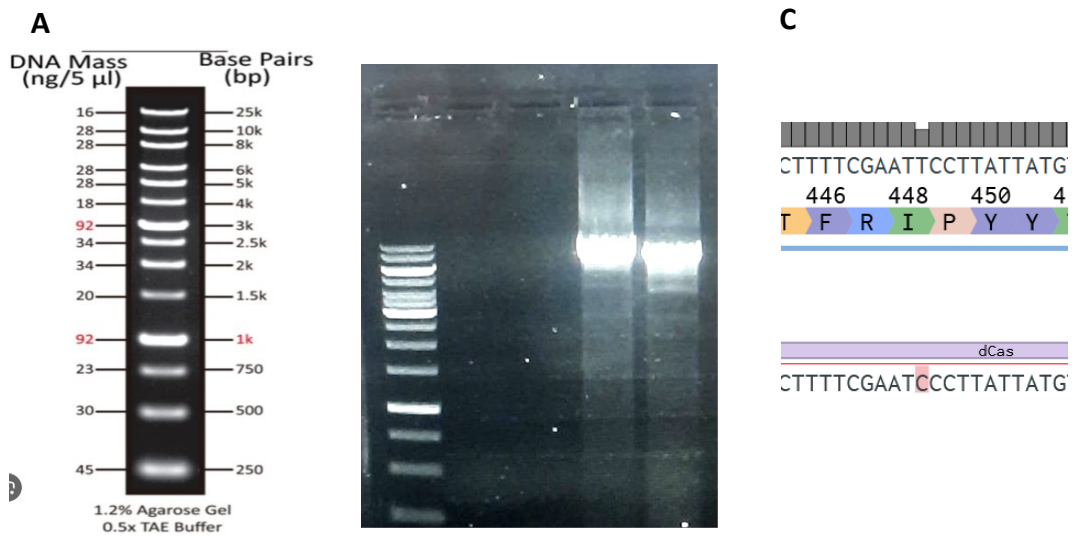 A
C
DNA Mass
(ng/5 µl)
Base Pairs
(bp)
16 25k
28 10k
28 8k
28 6k
28 5k
18 4k
92 3k
34 2.5k
34 2k
20 1.5k
92 1k
23 750
30 500
45 250
1.2% Agarose Gel
0.5x TAE Buffer
CTTTTCGAATTCCTTATTATG
446 448 450 4
T F R I P Y Y
dCas
CTTTTCGAATCCCTTATTATG